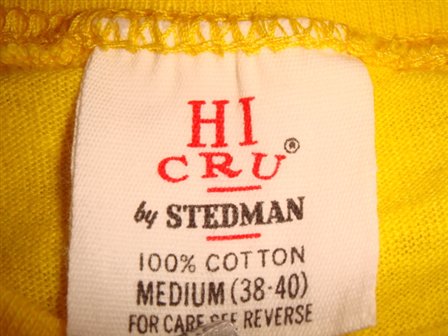 HI
CRU®
by STEDMAN
100% COTTON
MEDIUM (38-40)
FOR CARE SEE REVERSE